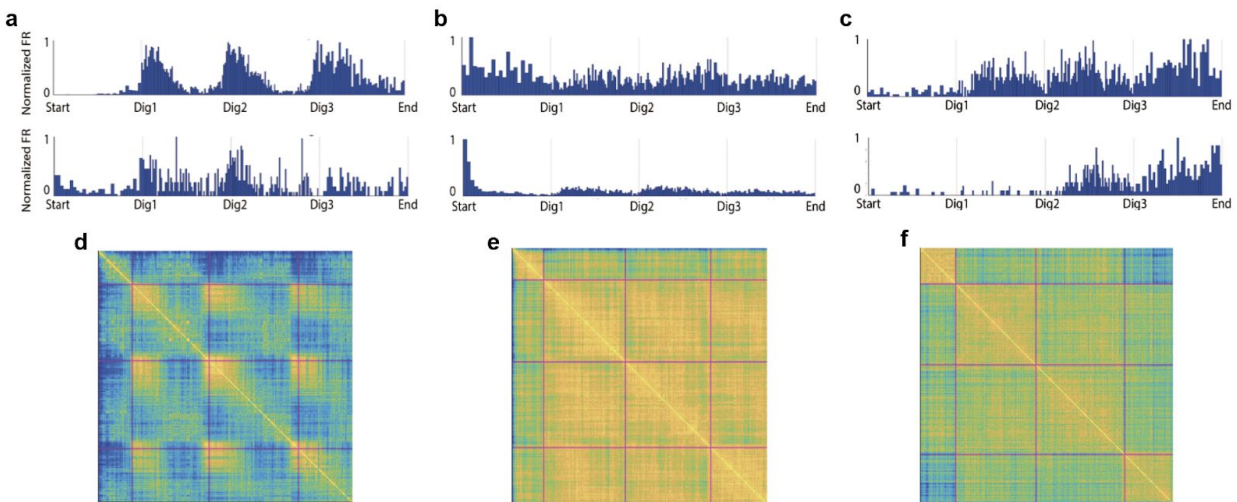 a
b
c
Normalized FR
1
0
Start Dig1 Dig2 Dig3 End
1
0
Start Dig1 Dig2 Dig3 End
1
0
Start Dig1 Dig2 Dig3 End
Normalized FR
1
0
Start Dig1 Dig2 Dig3 End
1
0
Start Dig1 Dig2 Dig3 End
1
0
Start Dig1 Dig2 Dig3 End
d
e
f